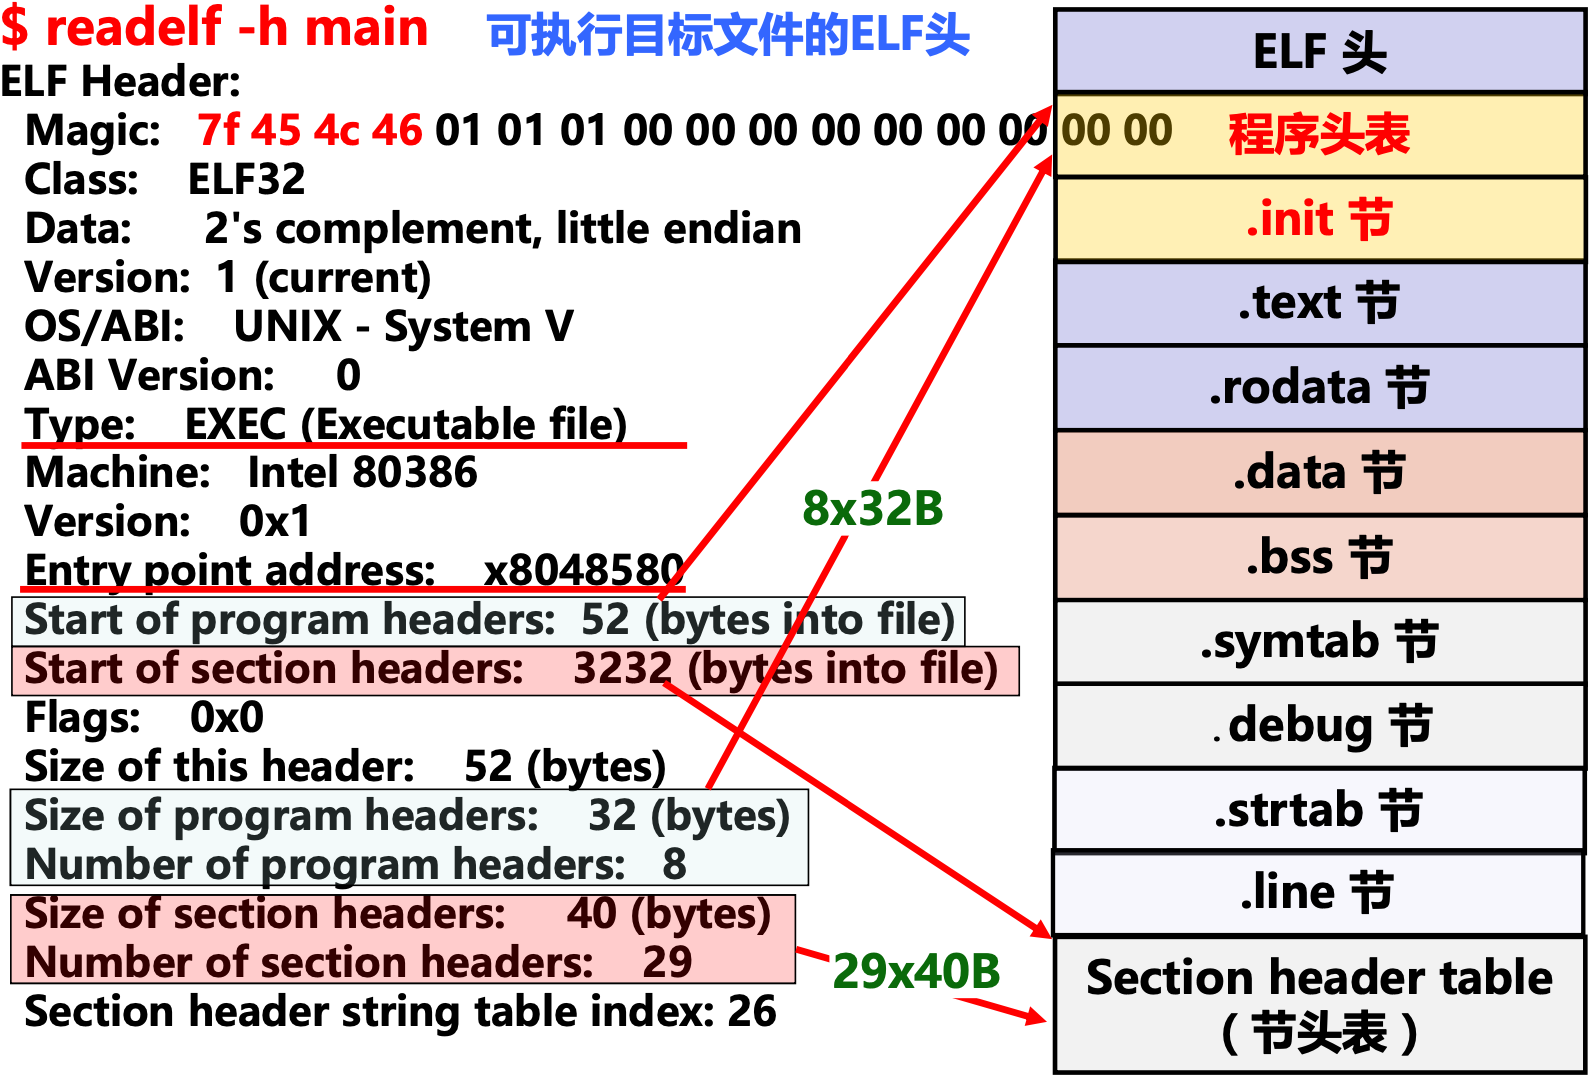 $ readelf -h main
可执行目标文件的ELF头
ELF Header:
Magic: 7f 45 4c 46 01 01 01 00 00 00 00 00 00 00 00 00
Class: ELF32
Data: 2's complement, little endian
Version: 1 (current)
OS/ABI: UNIX - System V
ABI Version: 0
Type: EXEC (Executable file)
Machine: Intel 80386
Version: 0x1
Entry point address: x8048580
Start of program headers: 52 (bytes into file)
Start of section headers: 3232 (bytes into file)
Flags: 0x0
Size of this header: 52 (bytes)
Size of program headers: 32 (bytes)
Number of program headers: 8
Size of section headers: 40 (bytes)
Number of section headers: 29
Section header string table index: 26
8x32B
29x40B
ELF 头
程序头表
.init 节
.text 节
.rodata 节
.data 节
.bss 节
.symtab 节
.debug 节
.strtab 节
.line 节
Section header table
（节头表）